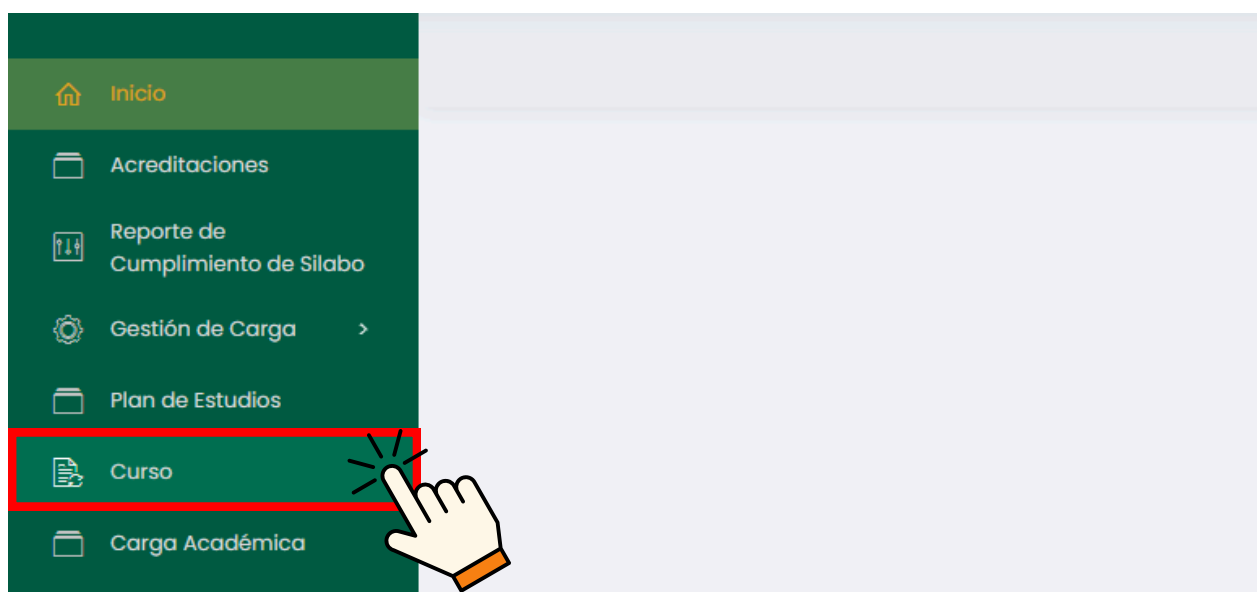 Inicio
Acreditaciones
Reporte de
Cumplimiento de Silabo
Gestión de Carga >
Plan de Estudios
Curso
Carga Académica